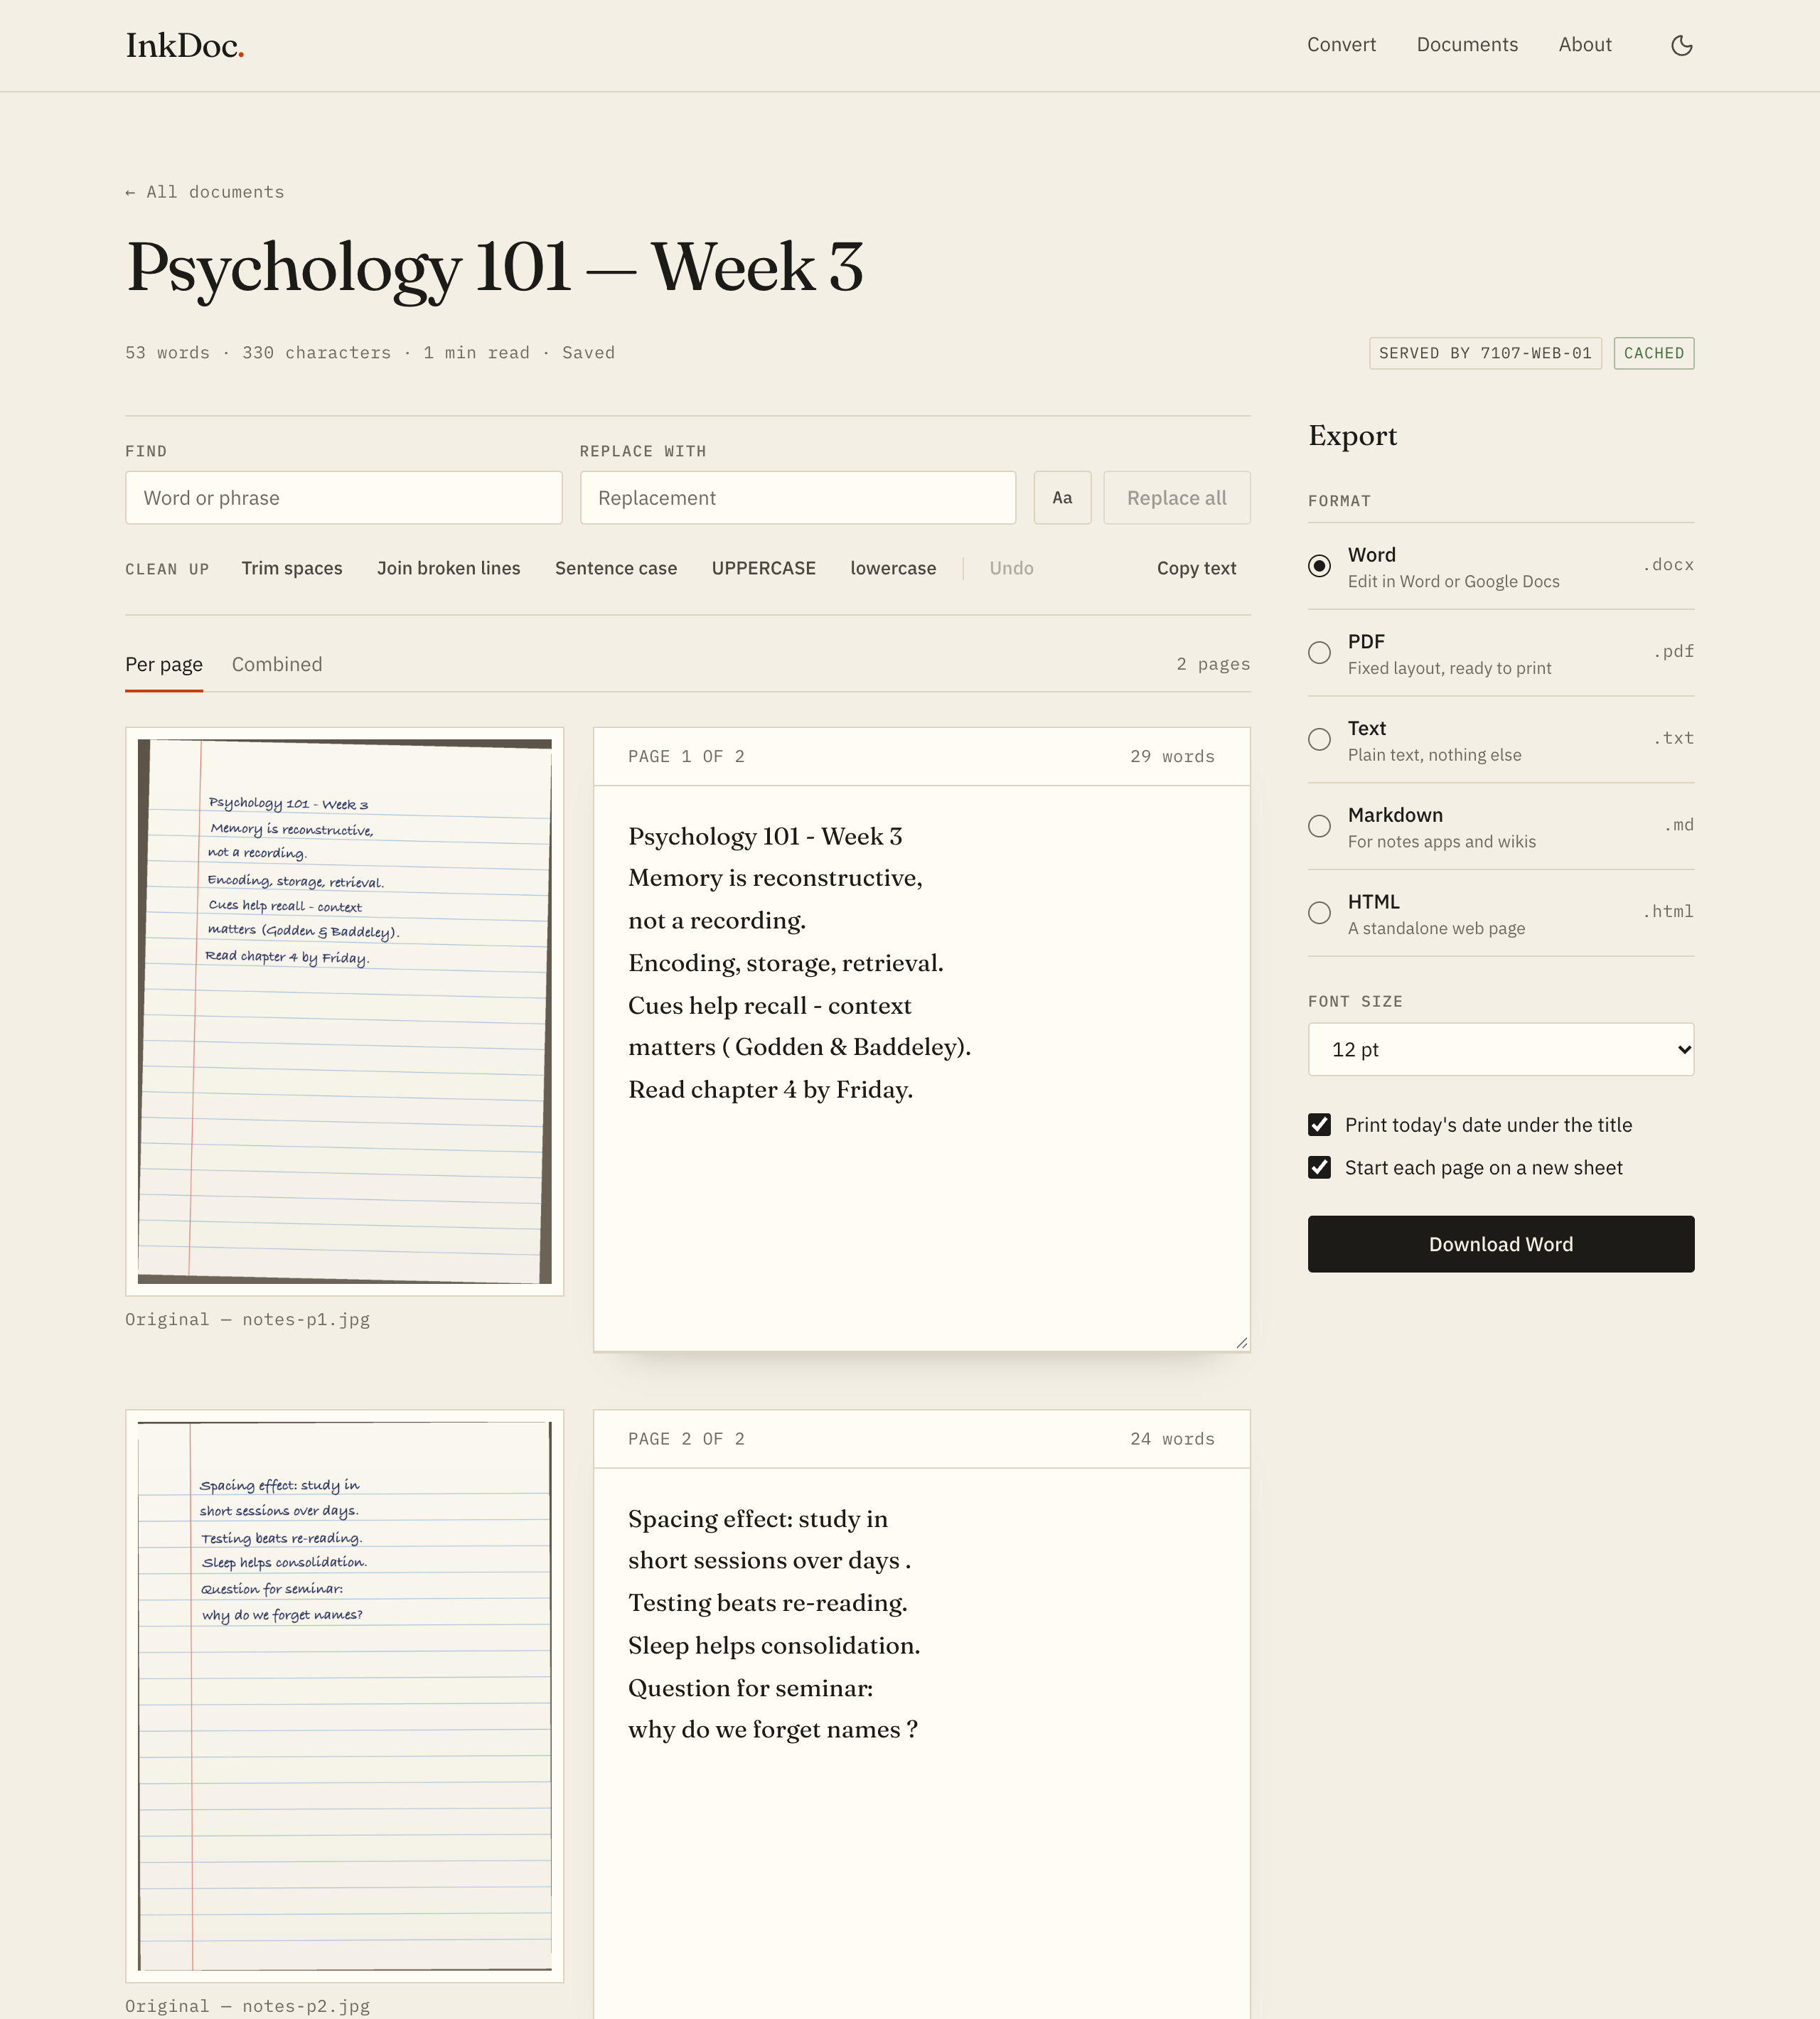 InkDoc.
Convert
Documents
About
← All documents
Psychology 101 — Week 3
53 words · 330 characters · 1 min read · Saved
SERVED BY 7107-WEB-01
CACHED
FIND
REPLACE WITH
Word or phrase
Replacement
Aa
Replace all
CLEAN UP
Trim spaces
Join broken lines
Sentence case
UPPERCASE
lowercase
Undo
Copy text
Per page
Combined
2 pages
Psychology 101 - Week 3
Memory is reconstructive,
not a recording.
Encoding, storage, retrieval.
Cues help recall - context
matters (Godden & Baddeley).
Read chapter 4 by Friday.
Original — notes-p1.jpg
PAGE 1 OF 2
29 words
Psychology 101 - Week 3
Memory is reconstructive,
not a recording.
Encoding, storage, retrieval.
Cues help recall - context
matters ( Godden & Baddeley).
Read chapter 4 by Friday.
Spacing effect: study in
short sessions over days.
Testing beats re-reading.
Sleep helps consolidation.
Question for seminar:
why do we forget names?
Original — notes-p2.jpg
PAGE 2 OF 2
24 words
Spacing effect: study in
short sessions over days .
Testing beats re-reading.
Sleep helps consolidation.
Question for seminar:
why do we forget names ?
Export
FORMAT
Word
.docx
Edit in Word or Google Docs
PDF
.pdf
Fixed layout, ready to print
Text
.txt
Plain text, nothing else
Markdown
.md
For notes apps and wikis
HTML
.html
A standalone web page
FONT SIZE
12 pt
Print today's date under the title
Start each page on a new sheet
Download Word